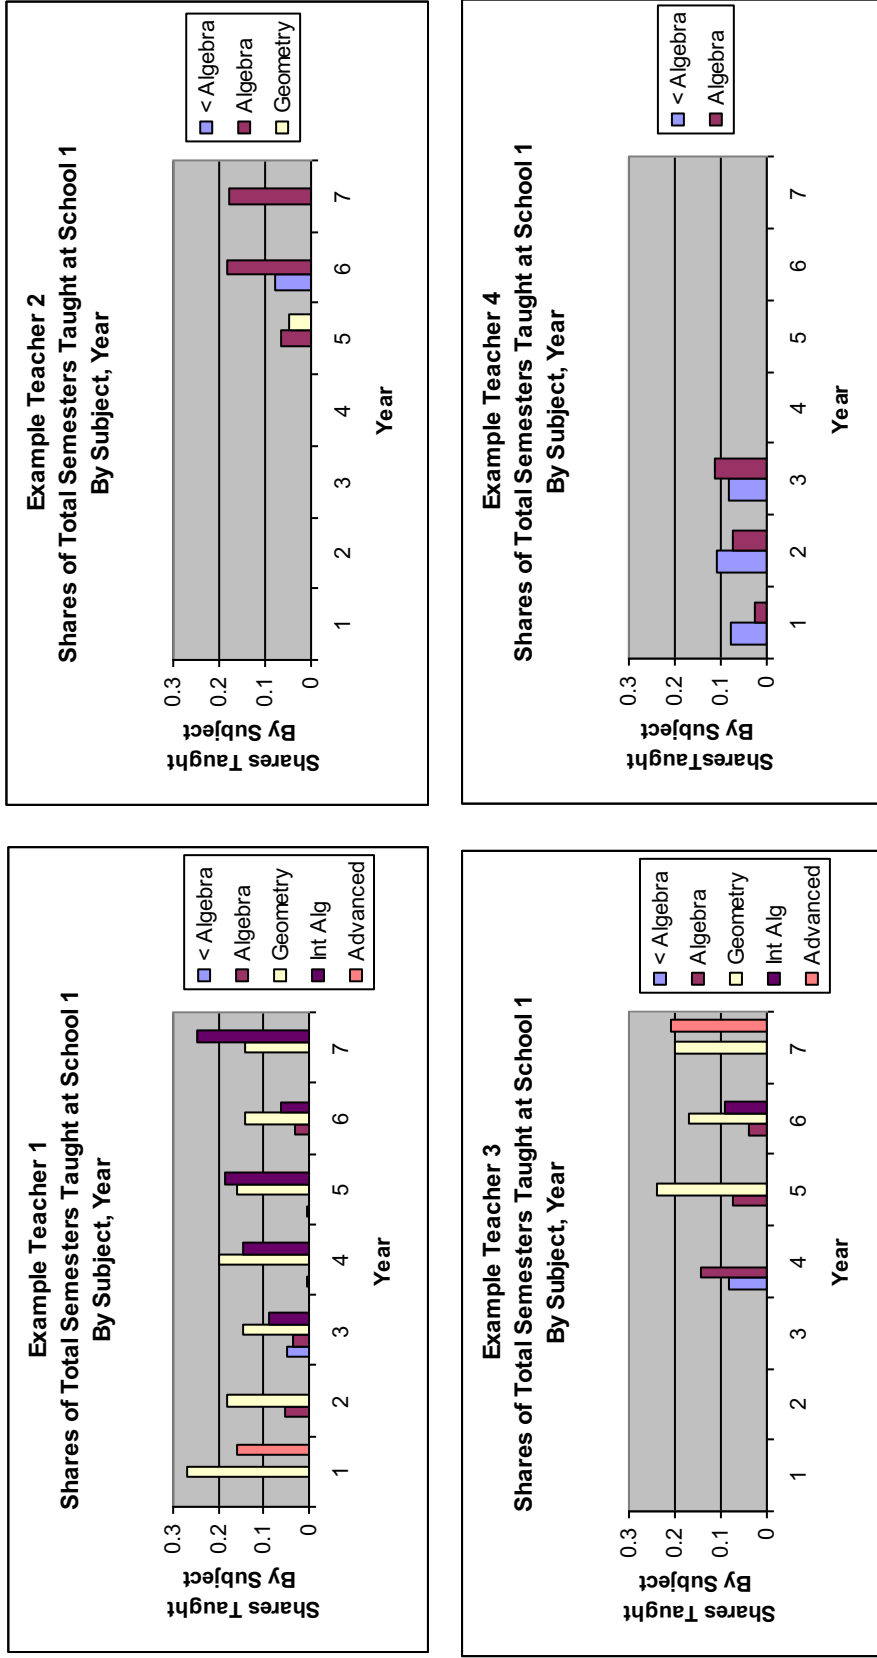 Example Teacher 1
Shares of Total Semesters Taught at School 1
By Subject, Year
Shares Taught
By Subject
0.3
0.2
0.1
0
1 2 3 4 5 6 7
Year
< Algebra
Algebra
Geometry
Int Alg
Advanced
Example Teacher 2
Shares of Total Semesters Taught at School 1
By Subject, Year
Shares Taught
By Subject
0.3
0.2
0.1
0
1 2 3 4 5 6 7
Year
< Algebra
Algebra
Geometry
Example Teacher 3
Shares of Total Semesters Taught at School 1
By Subject, Year
Shares Taught
By Subject
0.3
0.2
0.1
0
1 2 3 4 5 6 7
Year
< Algebra
Algebra
Geometry
Int Alg
Advanced
Example Teacher 4
Shares of Total Semesters Taught at School 1
By Subject, Year
SharesTaught
By Subject
0.3
0.2
0.1
0
1 2 3 4 5 6 7
Year
< Algebra
Algebra